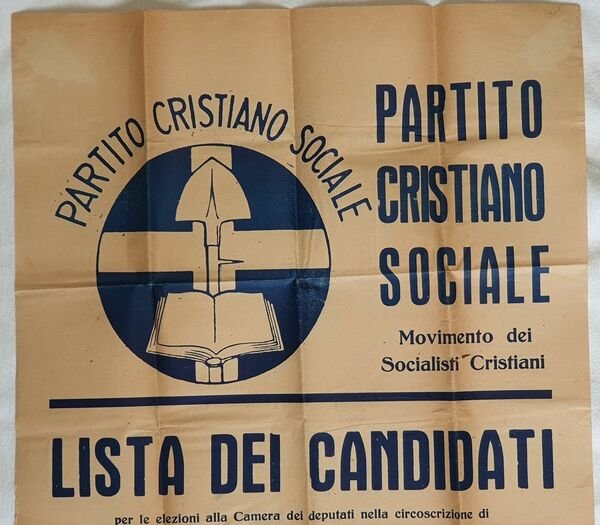 PARTITO CRISTIANO SOCIALE
PARTITO
CRISTIANO
SOCIALE
Movimento dei
Socialisti Cristiani
LISTA DEI CANDIDATI
per le elezioni alla Camera dei deputati nella circoscrizione di